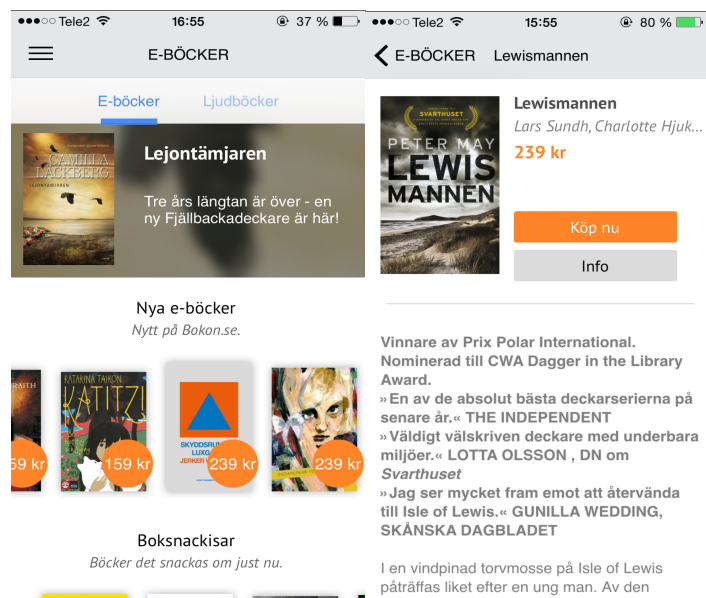 ●●●○○ Tele2 16:55 37 %
E-BÖCKER
E-böcker Ljudböcker
CAMILLA
LÄCKBERG
LEJONTÄMJAREN
Lejontämjaren
Tre års längtan är över - en
ny Fjällbackadeckare är här!
Nya e-böcker
Nytt på Bokon.se.
RAITH
59 kr
KATARINA TAIKON
KATITZI
159 kr
SKYDDSRUM
LUXG
JERKER
239 kr
239 kr
Boksnackisar
Böcker det snackas om just nu.
●●●○○ Tele2 15:55 80 %
E-BÖCKER Lewismannen
SVARTHUSET
PETER MAY
LEWIS
MANNEN
Lewismannen
Lars Sundh, Charlotte Hjuk...
239 kr
Köp nu
Info
Vinnare av Prix Polar International.
Nominerad till CWA Dagger in the Library
Award.
»En av de absolut bästa deckarserierna på
senare år.« THE INDEPENDENT
»Väldigt välskriven deckare med underbara
miljöer.« LOTTA OLSSON , DN om
Svarthuset
»Jag ser mycket fram emot att återvända
till Isle of Lewis.« GUNILLA WEDDING,
SKÅNSKA DAGBLADET
I en vindpinad torvmosse på Isle of Lewis
påträffas liket efter en ung man. Av den